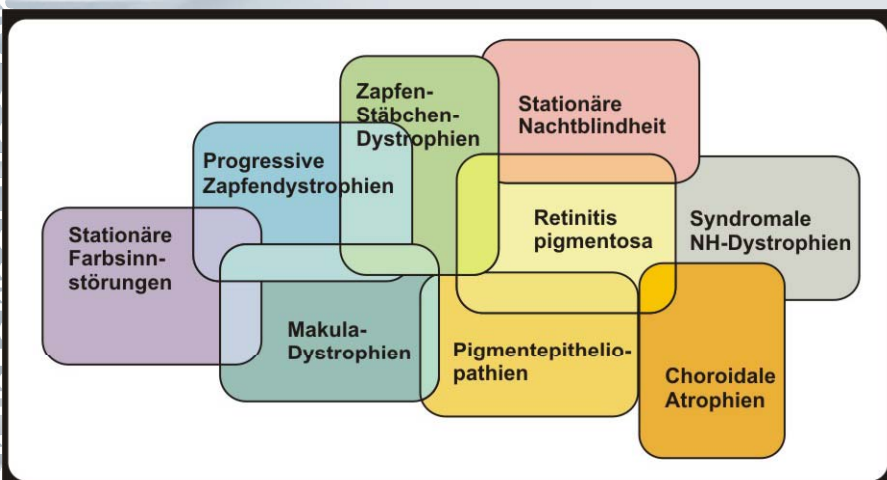 Zapfen-
Stäbchen-
Dystrophien
Stationäre
Nachtblindheit
Progressive
Zapfendystrophien
Retinitis
pigmentosa
Syndromale
NH-Dystrophien
Stationäre
Farbsinn-
störungen
Makula-
Dystrophien
Pigmentepithelio-
pathien
Choroidale
Atrophien